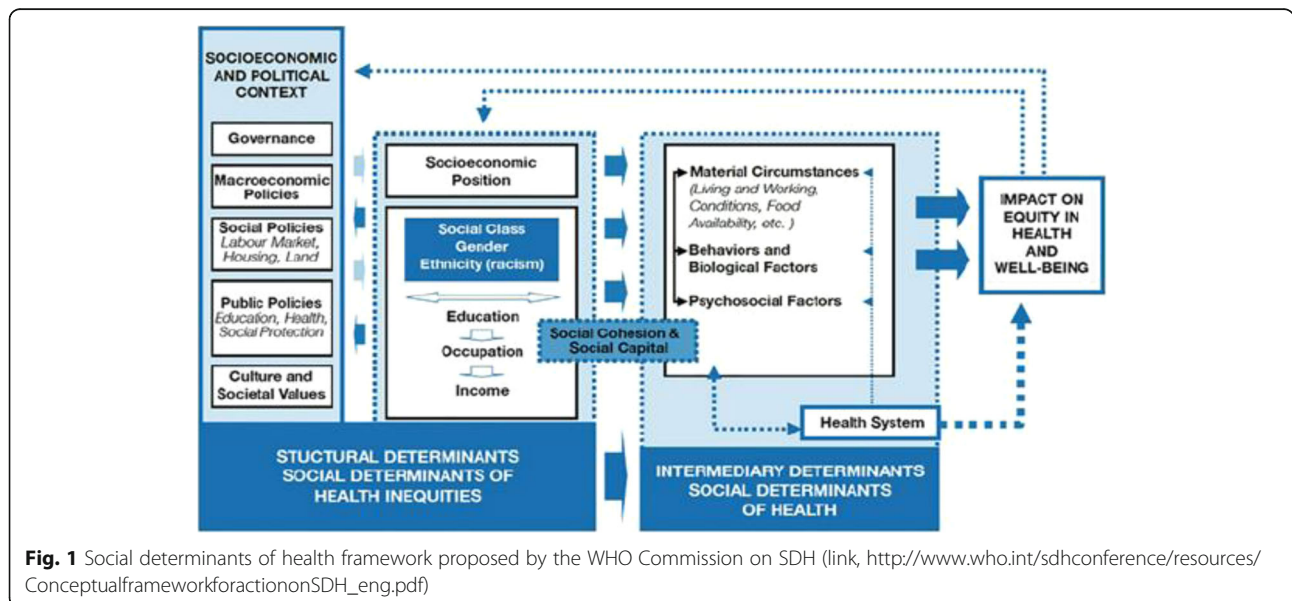 SOCIOECONOMIC
AND POLITICAL
CONTEXT
Governance
Macroeconomic
Policies
Social Policies
Labour Market,
Housing, Land
Public Policies
Education, Health,
Social Protection
Culture and
Societal Values
Socioeconomic
Position
Social Class
Gender
Ethnicity (racism)
Education
Occupation
Income
Social Cohesion &
Social Capital
Material Circumstances
(Living and Working,
Conditions, Food
Availability, etc. )
Behaviors and
Biological Factors
Psychosocial Factors
Health System
IMPACT ON
EQUITY IN
HEALTH
AND
WELL-BEING
STUCTURAL DETERMINANTS
SOCIAL DETERMINANTS OF
HEALTH INEQUITIES
INTERMEDIARY DETERMINANTS
SOCIAL DETERMINANTS
OF HEALTH
Fig. 1 Social determinants of health framework proposed by the WHO Commission on SDH (link, http://www.who.int/sdhconference/resources/
ConceptualframeworkforactiononSDH_eng.pdf)